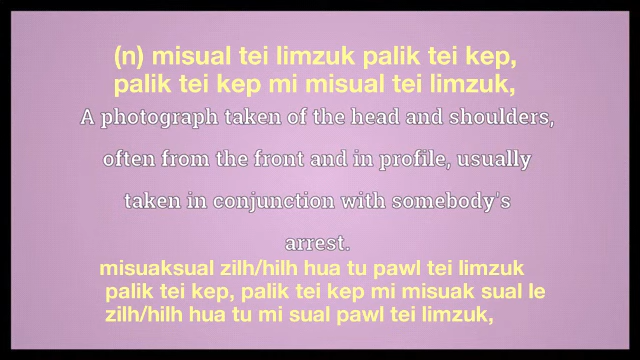 (n) misual tei limzuk palik tei kep,
palik tei kep mi misual tei limzuk,
A photograph taken of the head and shoulders,
often from the front and in profile, usually
taken in conjunction with somebody's
arrest.
misuaksual zilh/hilh hua tu pawl tei limzuk
palik tei kep, palik tei kep mi misuak sual le
zilh/hilh hua tu mi sual pawl tei limzuk,